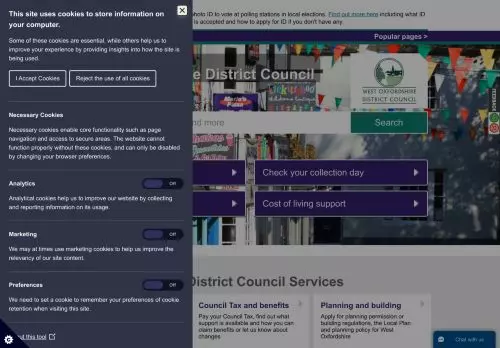 This site uses cookies to store information on
your computer.
Some of these cookies are essential, while others help us to
improve your experience by providing insights into how the site is
being used.
I Accept Cookies
Reject the use of all cookies
Necessary Cookies
Necessary cookies enable core functionality such as page
navigation and access to secure areas. The website cannot
function properly without these cookies, and can only be disabled
by changing your browser preferences.
Analytics
Off
Analytical cookies help us to improve our website by collecting
and reporting information on its usage.
Marketing
Off
We may at times use marketing cookies to help us improve the
relevancy of our site content.
Preferences
Off
We need to set a cookie to remember your preferences of cookie
retention when visiting this site.
out this tool
photo ID to vote at polling stations in local elections. Find out more here including what ID
is accepted and how to apply for ID if you don't have any.
Popular pages >
e District Council
WEST OXFORDSHIRE
DISTRICT COUNCIL
nd more
Search
Check your collection day
Cost of living support
District Council Services
Council Tax and benefits
Pay your Council Tax, find out what
support is available and how you can
claim benefits or let us know about
changes
Planning and building
Apply for planning permission or
building regulations, the Local Plan
and planning policy for West
Oxfordshire
Chat with us